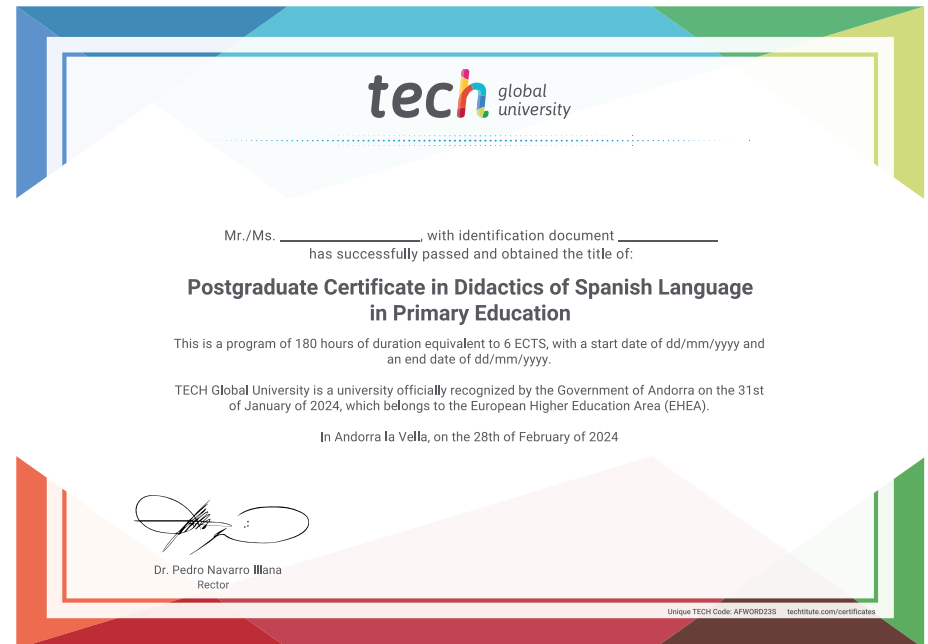 tech global university
Mr./Ms. ____________________, with identification document ______________
has successfully passed and obtained the title of:
Postgraduate Certificate in Didactics of Spanish Language
in Primary Education
This is a program of 180 hours of duration equivalent to 6 ECTS, with a start date of dd/mm/yyyy and
an end date of dd/mm/yyyy.
TECH Global University is a university officially recognized by the Government of Andorra on the 31st
of January of 2024, which belongs to the European Higher Education Area (EHEA).
In Andorra la Vella, on the 28th of February of 2024
Dr. Pedro Navarro Illana
Rector
Unique TECH Code: AFWORD23S techtitute.com/certificates